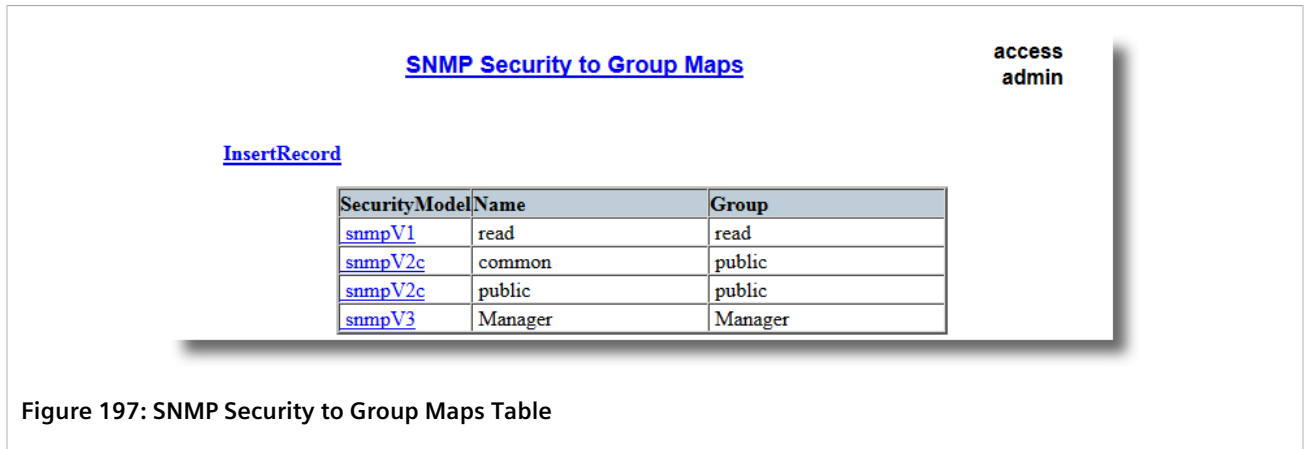 SNMP Security to Group Maps
access
admin
InsertRecord
SecurityModel Name Group
snmpV1 read read
snmpV2c common public
snmpV2c public public
snmpV3 Manager Manager
Figure 197: SNMP Security to Group Maps Table